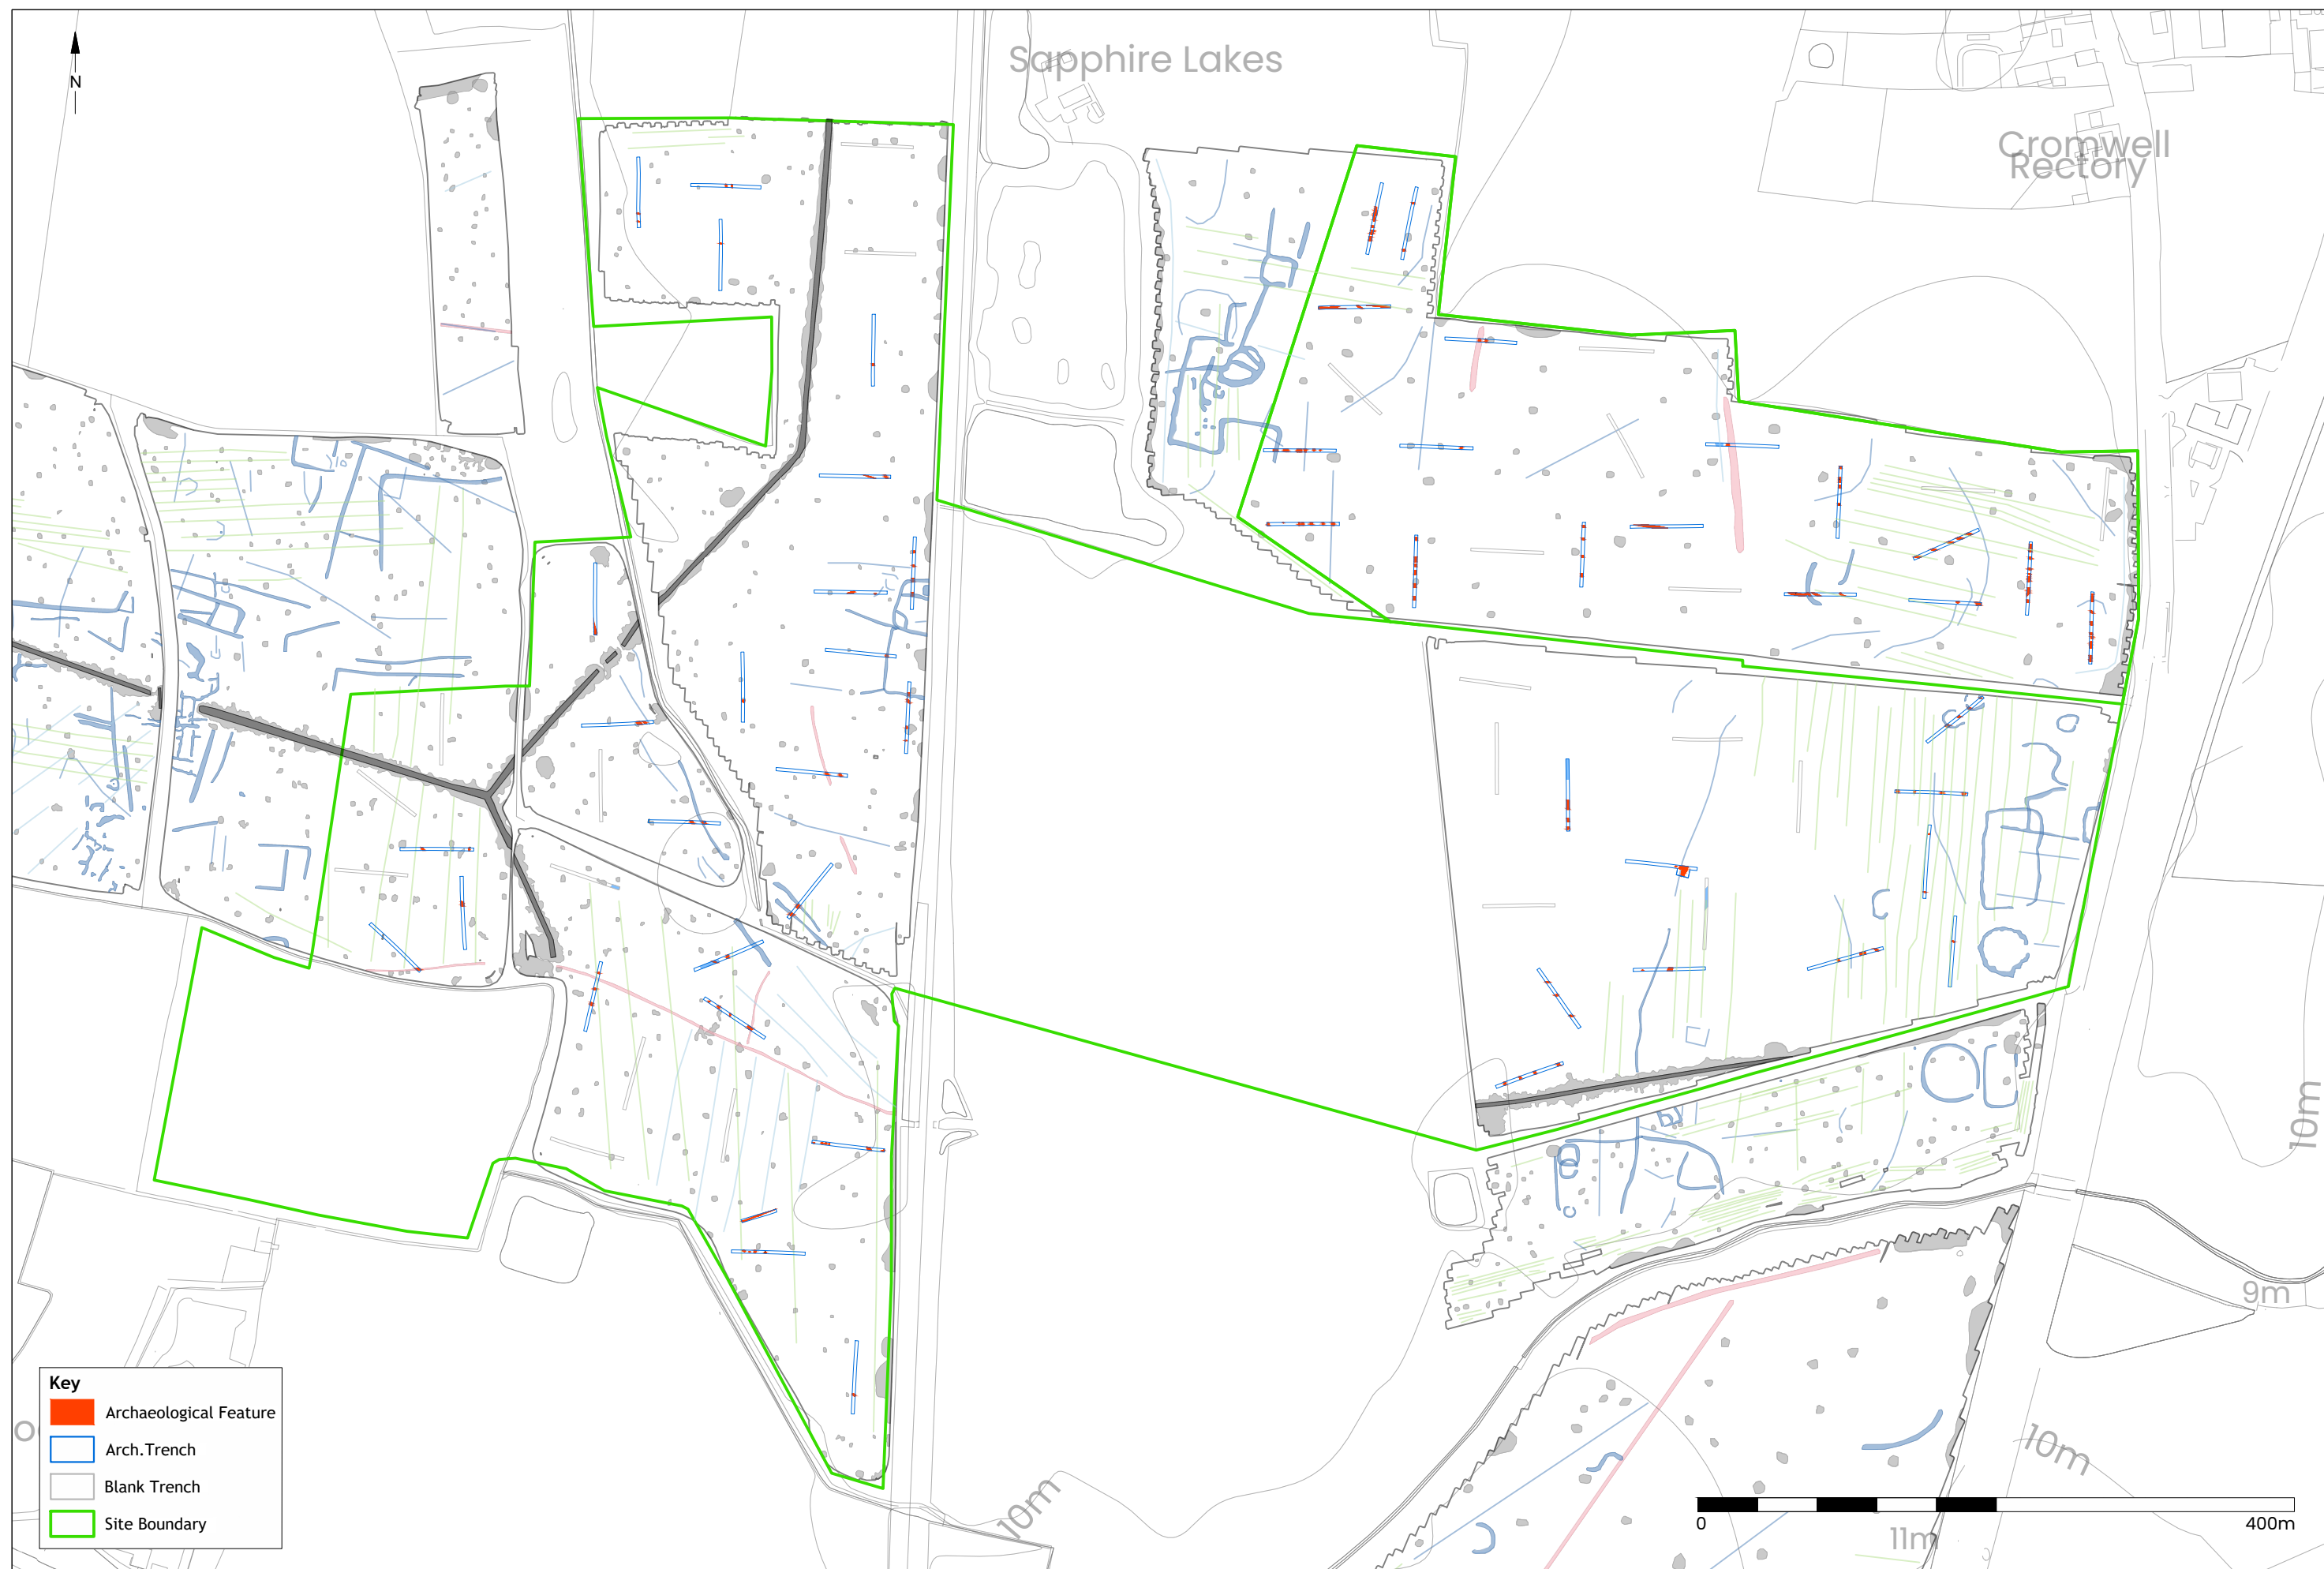 N
Sapphire Lakes
Cromwell
Rectory
10m
9m
10m
10m
11m
Key
Archaeological Feature
Arch.Trench
Blank Trench
Site Boundary
0
400m